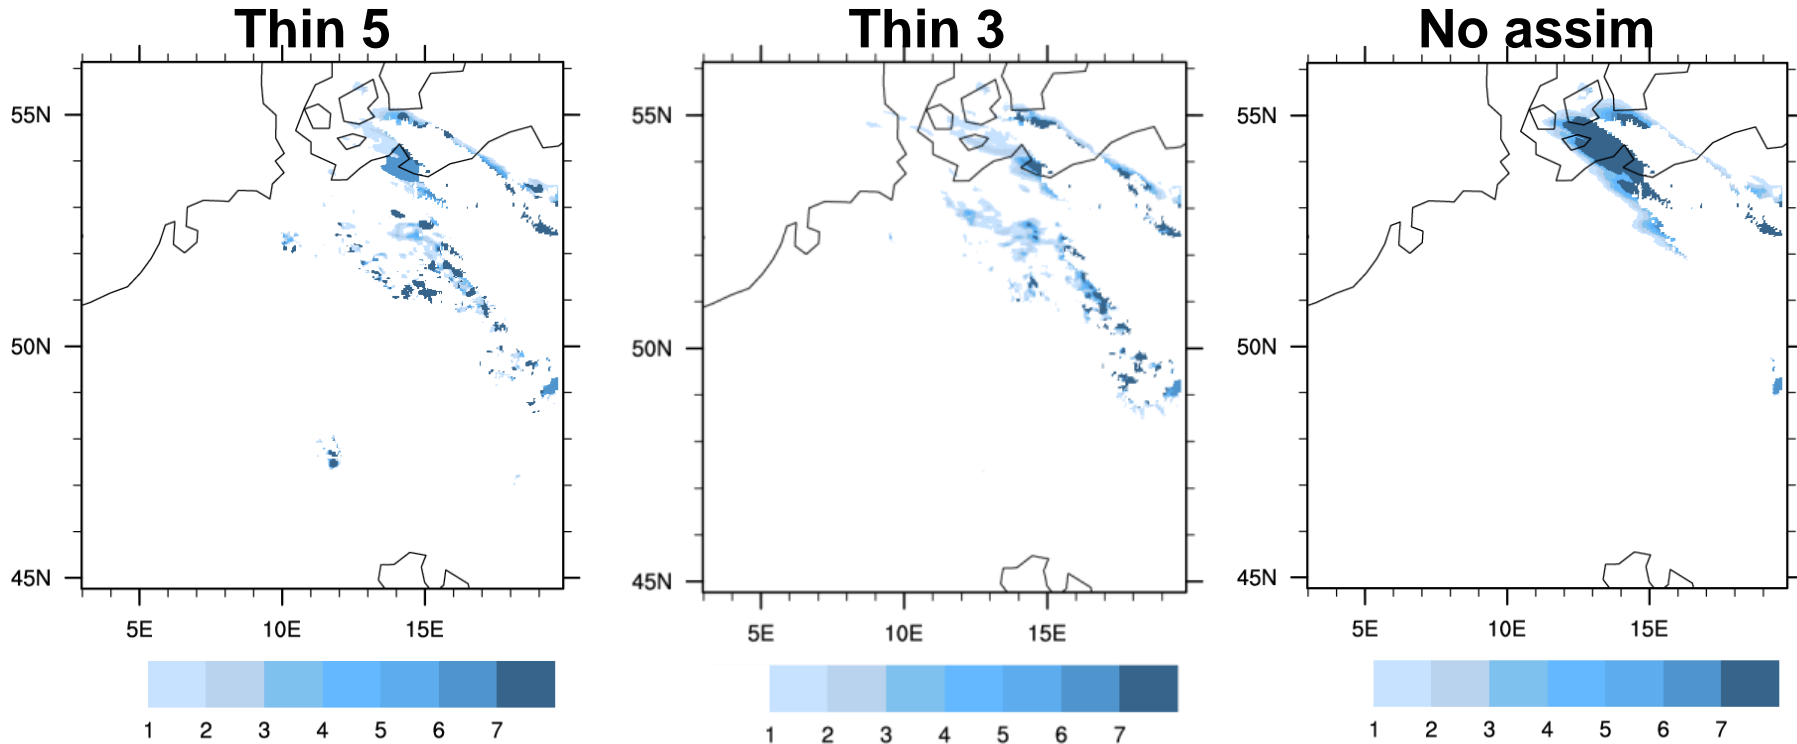 Thin 5 Thin 3 No assim
55N 55N 55N
50N 50N 50N
45N 45N 45N
5E 10E 15E 5E 10E 15E 5E 10E 15E
1 2 3 4 5 6 7 1 2 3 4 5 6 7 1 2 3 4 5 6 7